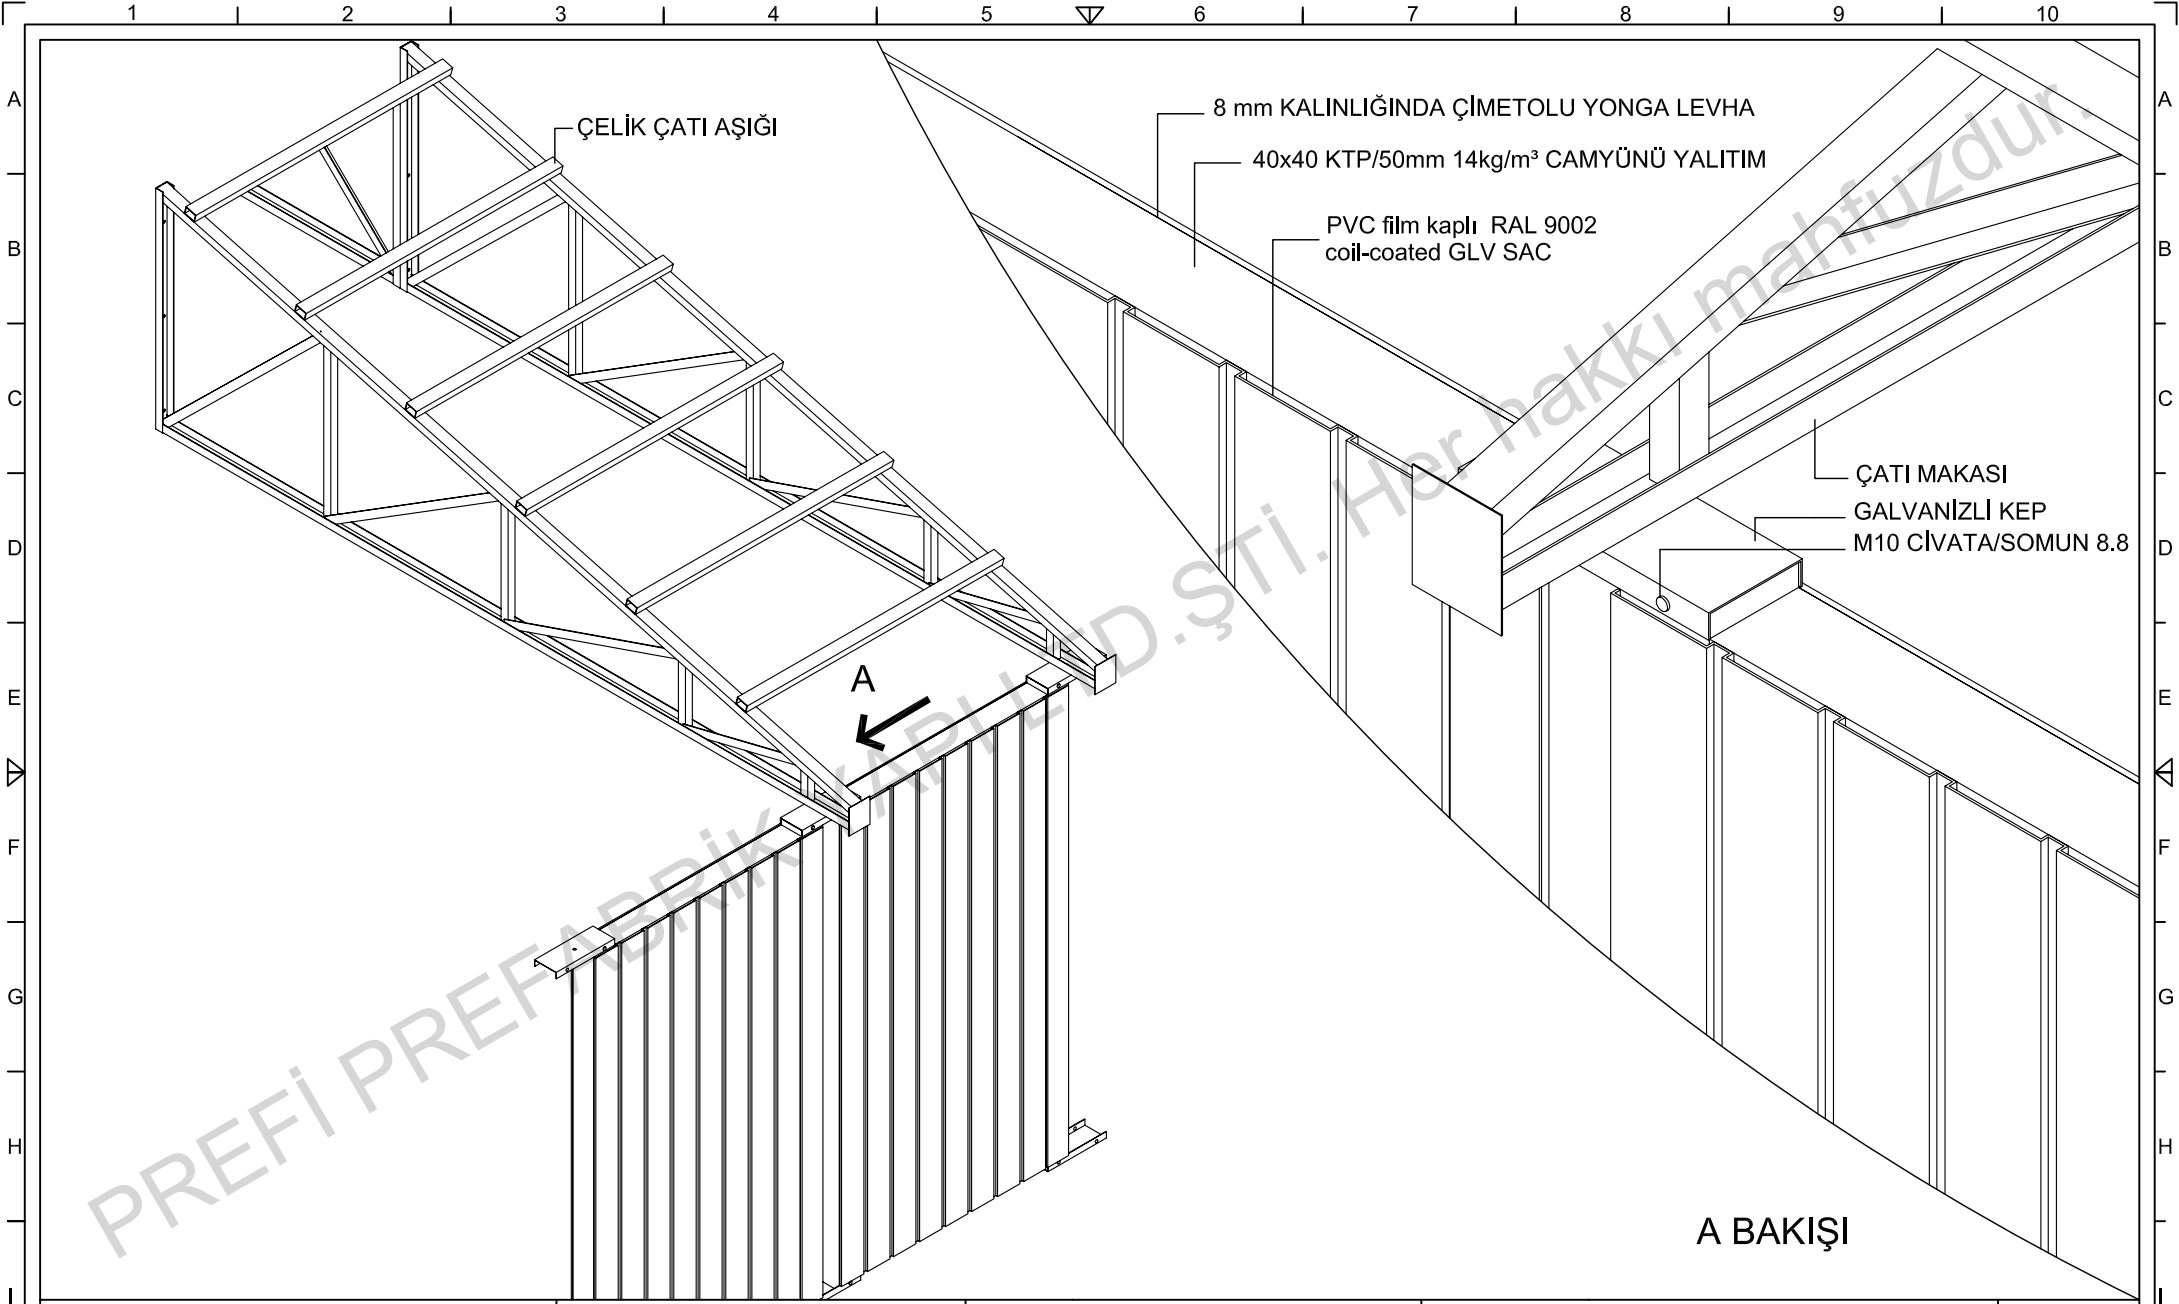 1 2 3 4 5 6 7 8 9 10
A
B
C
D
E
F
G
H
I
ÇELİK ÇATI AŞIĞI
A
8 mm KALINLIĞINDA ÇİMETOLU YONGA LEVHA
40x40 KTP/50mm 14kg/m³ CAMYÜNÜ YALITIM
PVC film kaplı RAL 9002
coil-coated GLV SAC
ÇATI MAKASI
GALVANİZLİ KEP
M10 CİVATA/SOMUN 8.8
A BAKIŞI
PREFİ PREFABRİK YAPI LTD.ŞTİ. Her hakkı mahfuzdur.
A
B
C
D
E
F
G
H
I